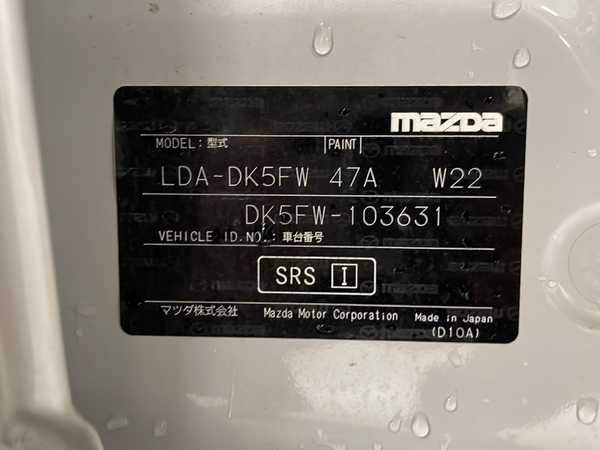 mazda
MODEL:型式 PAINT
LDA-DK5FW 47A W22
DK5FW-103631
VEHICLE ID.NO.:車台番号
SRS I
マツダ株式会社 Mazda Motor Corporation Made in Japan
(D10A)